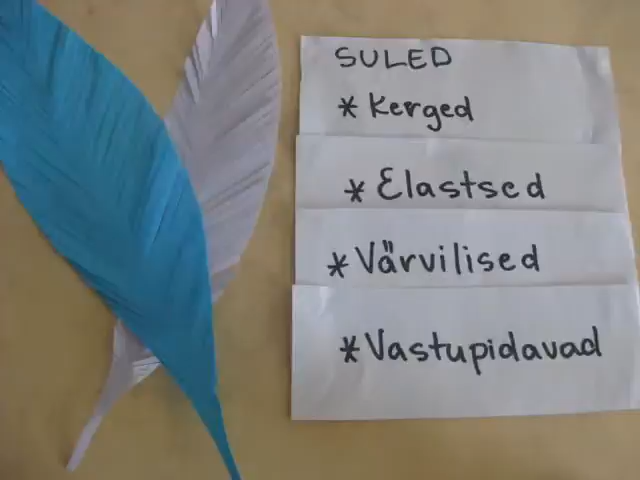 SULED
* Kerged
* Elastsed
* Värvilised
* Vastupidavad